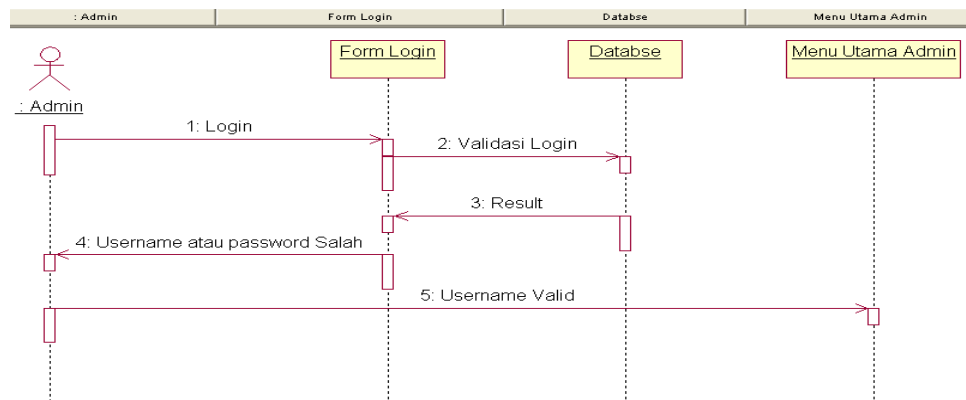 : Admin
Form Login
Databse
Menu Utama Admin
Form Login
Databse
Menu Utama Admin
: Admin
1: Login
2: Validasi Login
3: Result
4: Username atau password Salah
5: Username Valid